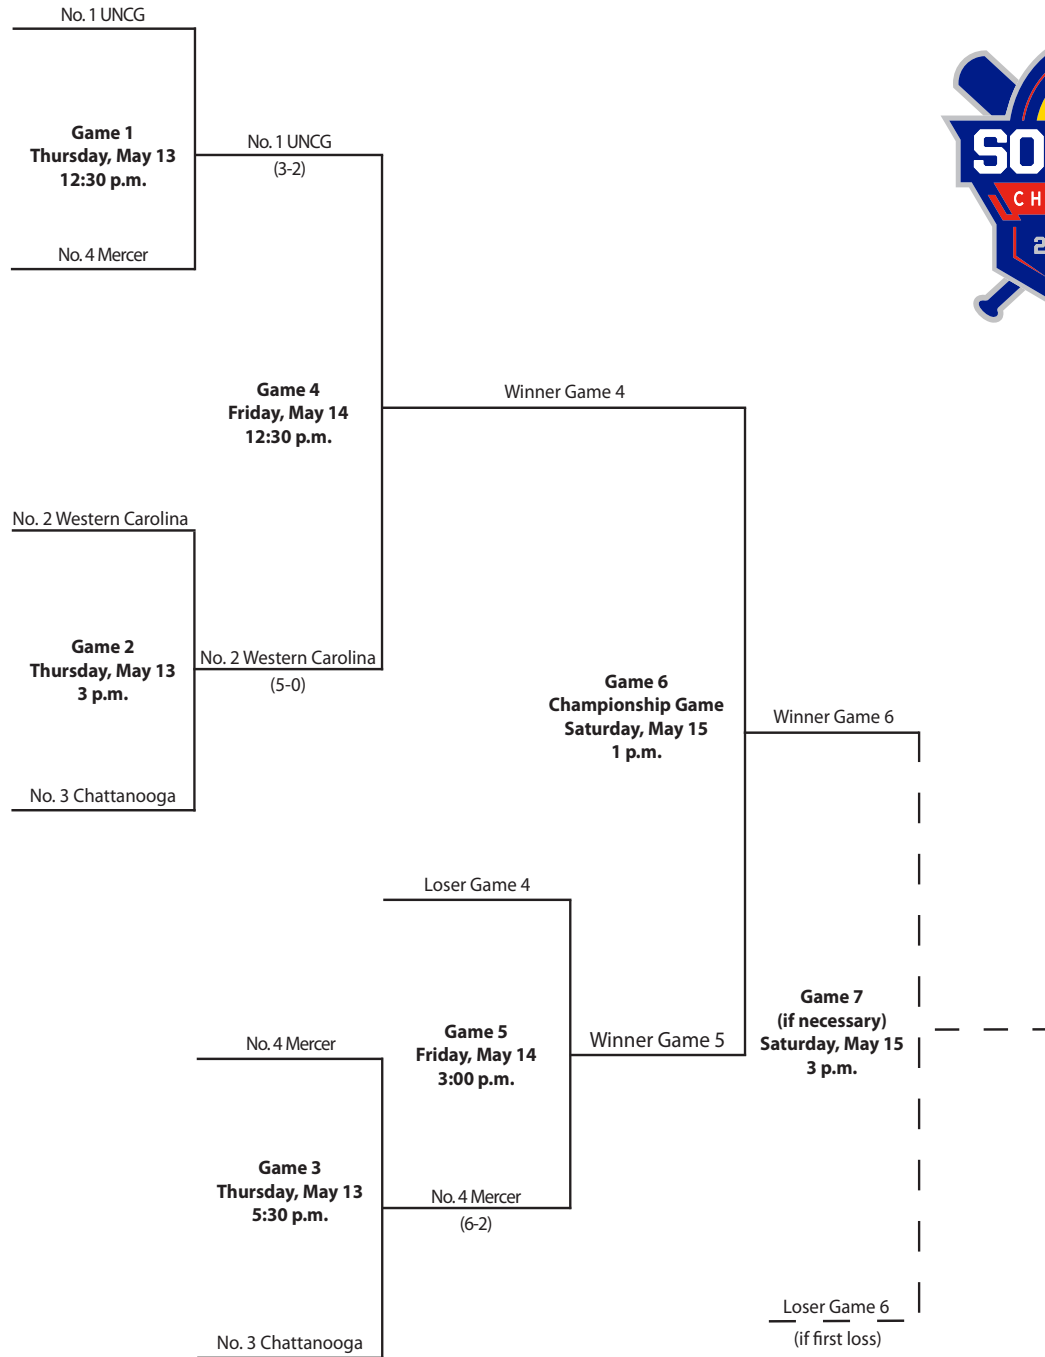 No. 1 UNCG
Game 1
Thursday, May 13
12:30 p.m.
No. 1 UNCG
(3-2)
No. 4 Mercer
SO
CH
2
Game 4
Friday, May 14
12:30 p.m.
Winner Game 4
No. 2 Western Carolina
Game 2
Thursday, May 13
3 p.m.
No. 2 Western Carolina
(5-0)
No. 3 Chattanooga
Game 6
Championship Game
Saturday, May 15
1 p.m.
Winner Game 6
Loser Game 4
Game 5
Friday, May 14
3:00 p.m.
Winner Game 5
Game 7
(if necessary)
Saturday, May 15
3 p.m.
No. 4 Mercer
Game 3
Thursday, May 13
5:30 p.m.
No. 4 Mercer
(6-2)
No. 3 Chattanooga
Loser Game 6
(if first loss)